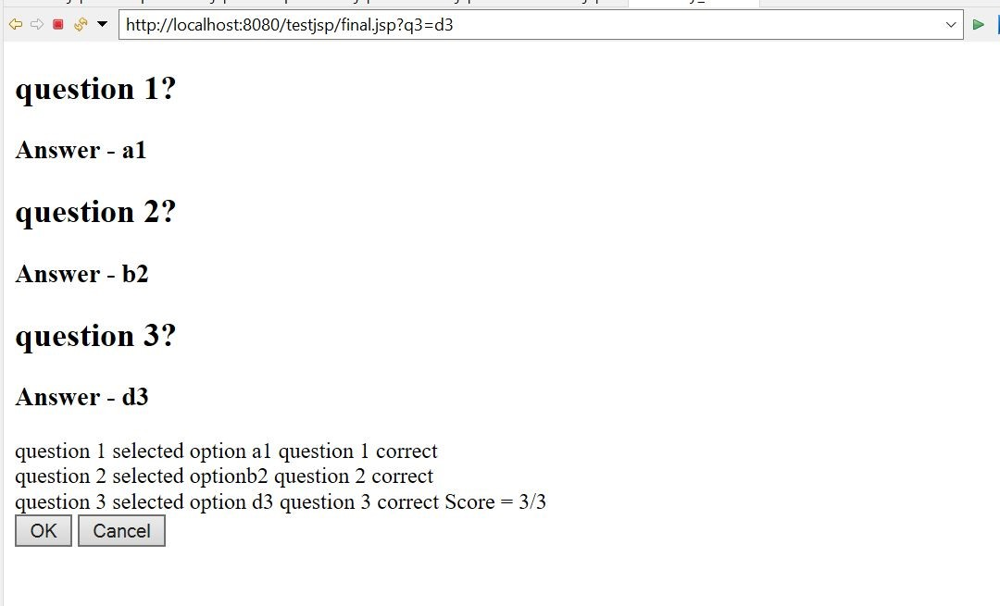 http://localhost:8080/testjsp/final.jsp?q3=d3
question 1?
Answer - a1
question 2?
Answer - b2
question 3?
Answer - d3
question 1 selected option a1 question 1 correct
question 2 selected optionb2 question 2 correct
question 3 selected option d3 question 3 correct Score = 3/3
OK Cancel